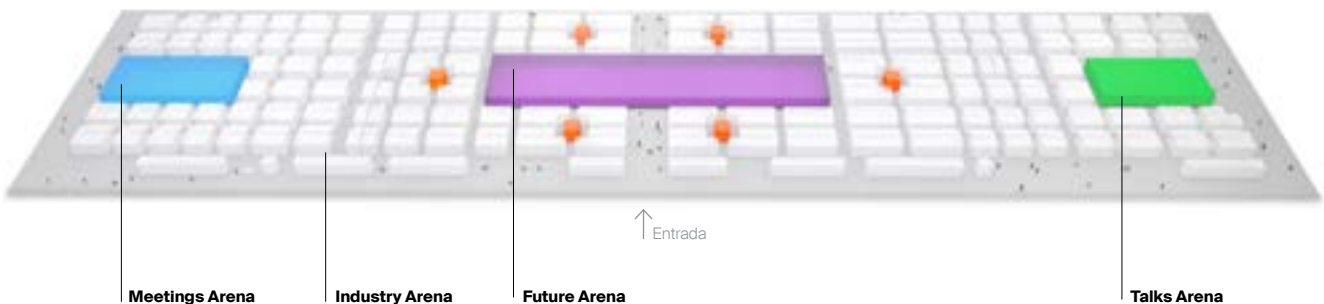 Entrada
Meetings Arena
Industry Arena
Future Arena
Talks Arena